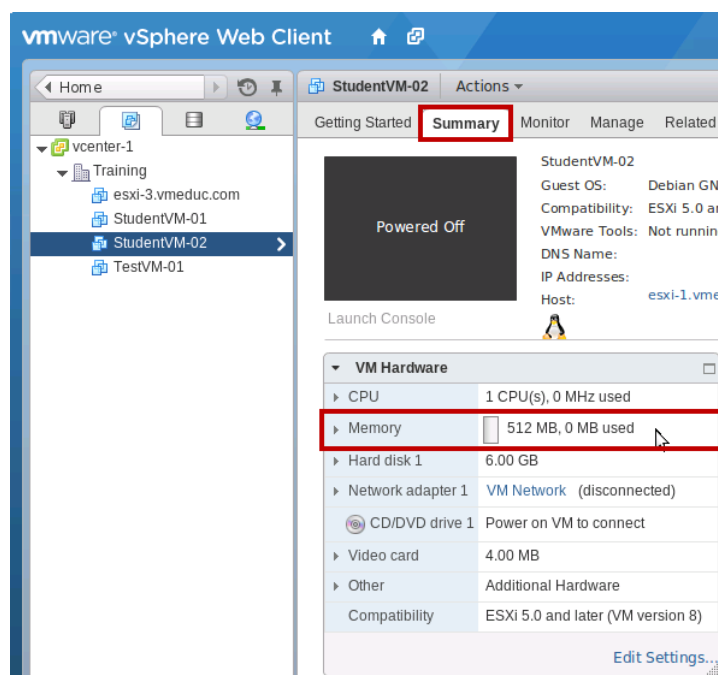 vmware® vSphere Web Client
Home
StudentVM-02 Actions
Getting Started Summary Monitor Manage Related
vcenter-1
Training
esxi-3.vmeduc.com
StudentVM-01
StudentVM-02
TestVM-01
Powered Off
Launch Console
StudentVM-02
Guest OS: Debian GN
Compatibility: ESXi 5.0 ar
VMware Tools: Not runnin
DNS Name:
IP Addresses:
Host: esxi-1.vme
VM Hardware
CPU 1 CPU(s), 0 MHz used
Memory 512 MB, 0 MB used
Hard disk 1 6.00 GB
Network adapter 1 VM Network (disconnected)
CD/DVD drive 1 Power on VM to connect
Video card 4.00 MB
Other Additional Hardware
Compatibility ESXi 5.0 and later (VM version 8)
Edit Settings...